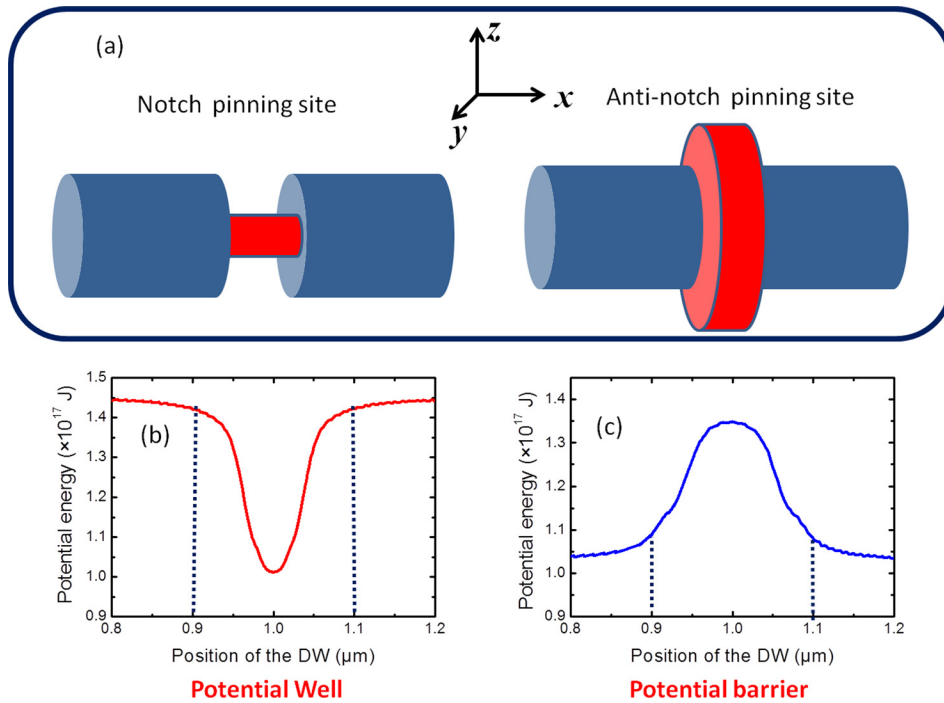 (a)
z
x
y
Notch pinning site
Anti-notch pinning site
Potential energy (×10¹⁷ J)
1.5
1.4
1.3
1.2
1.1
1.0
0.9
(b)
0.8 0.9 1.0 1.1 1.2
Position of the DW (µm)
Potential Well
Potential energy (×10¹⁷ J)
1.5
1.4
1.3
1.2
1.1
1.0
0.9
(c)
0.8 0.9 1.0 1.1 1.2
Position of the DW (µm)
Potential barrier